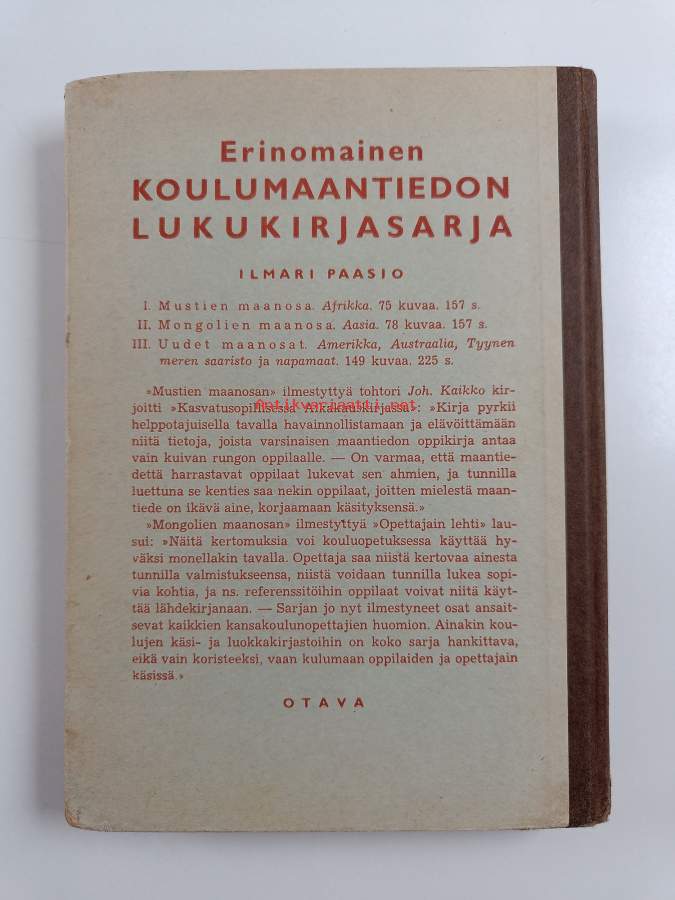 Erinomainen
KOULUMAANTIEDON
LUKUKIRJASARJA
ILMARI PAASIO
I. Mustien maanosa. Afrikka. 75 kuvaa. 157 s.
II. Mongolien maanosa. Aasia. 78 kuvaa. 157 s.
III. Uudet maanosat. Amerikka, Austraalia, Tyynen
meren saaristo ja napamaat. 149 kuvaa. 225 s.
»Mustien maanosan» ilmestyttyä tohtori Joh. Kaikko kir-
joitti »Kasvatusopillisessa Aikakauskirjassa»: »Kirja pyrkii
antikvariaatti.net
helppotajuisella tavalla havainnollistamaan ja elävöittämään
niitä tietoja, joista varsinaisen maantiedon oppikirja antaa
vain kuivan rungon oppilaalle. — On varmaa, että maantie-
dettä harrastavat oppilaat lukevat sen ahmien, ja tunnilla
luettuna se kenties saa nekin oppilaat, joitten mielestä maan-
tiede on ikävä aine, korjaamaan käsityksensä.»
»Mongolien maanosan» ilmestyttyä »Opettajain lehti» lau-
sui: »Näitä kertomuksia voi kouluopetuksessa käyttää hy-
väksi monellakin tavalla. Opettaja saa niistä kertovaa ainesta
tunnilla valmistukseensa, niistä voidaan tunnilla lukea sopi-
via kohtia, ja ns. referenssitöihin oppilaat voivat niitä käyt-
tää lähdekirjanaan. — Sarjan jo nyt ilmestyneet osat ansait-
sevat kaikkien kansakoulunopettajien huomion. Ainakin kou-
lujen käsi- ja luokkakirjastoihin on koko sarja hankittava,
eikä vain koristeeksi, vaan kulumaan oppilaiden ja opettajain
käsissä.»
OTAVA